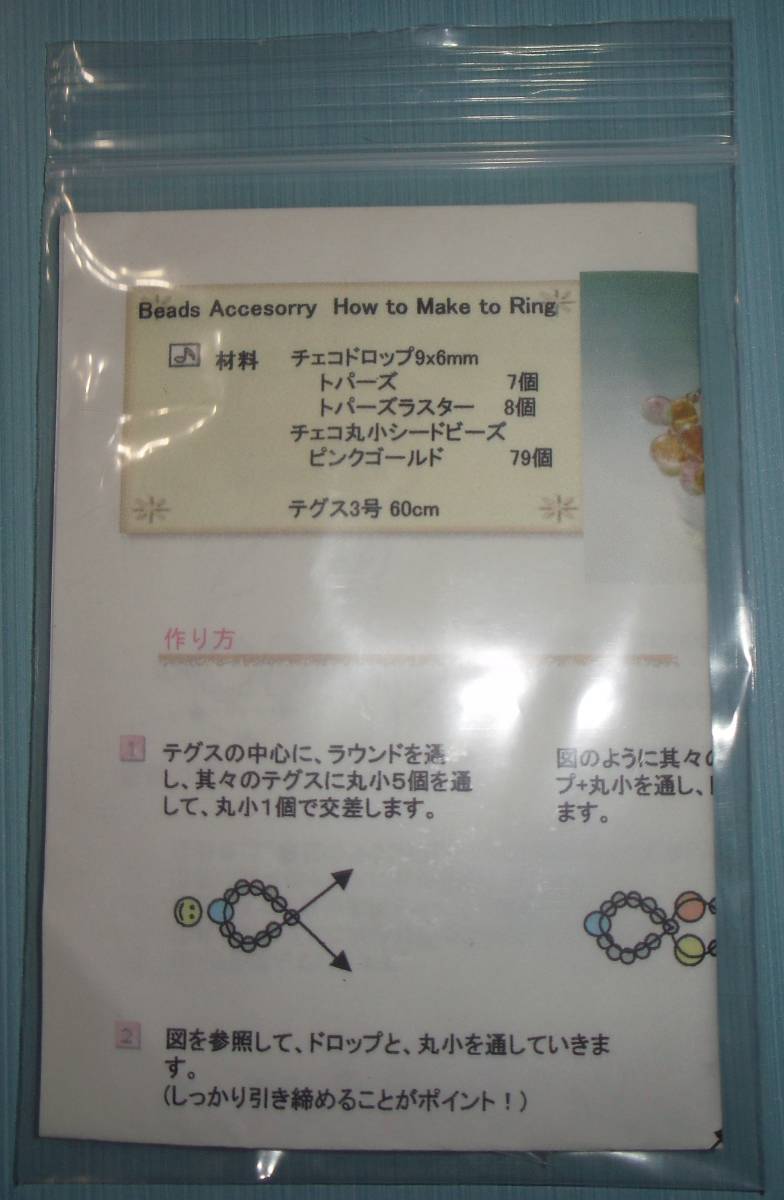 Beads Accesorry How to Make to Ring
材料 チェコドロップ9x6mm
トパーズ 7個
トパーズラスター 8個
チェコ丸小シードビーズ
ピンクゴールド 79個
テグス3号 60cm
作り方
1 テグスの中心に、ラウンドを通
し、其々のテグスに丸小5個を通
して、丸小1個で交差します。
図のように其々の
プ+丸小を通し、
ます。
2 図を参照して、ドロップと、丸小を通していきま
す。
(しっかり引き締めることがポイント！)